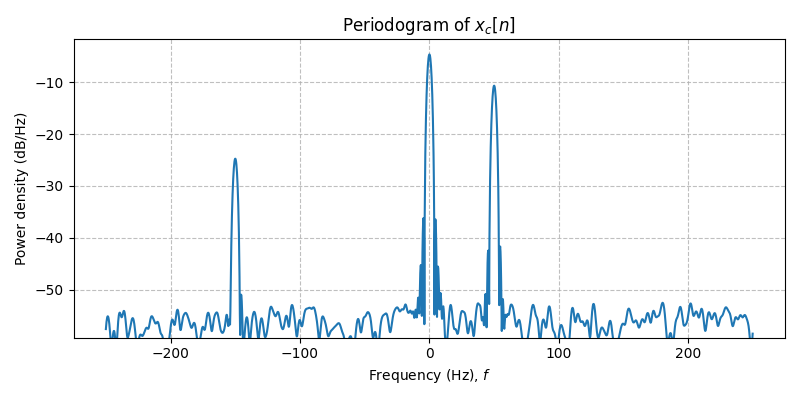 Periodogram of x_c[n]
Power density (dB/Hz)
−10
−20
−30
−40
−50
−200 −100 0 100 200
Frequency (Hz), f